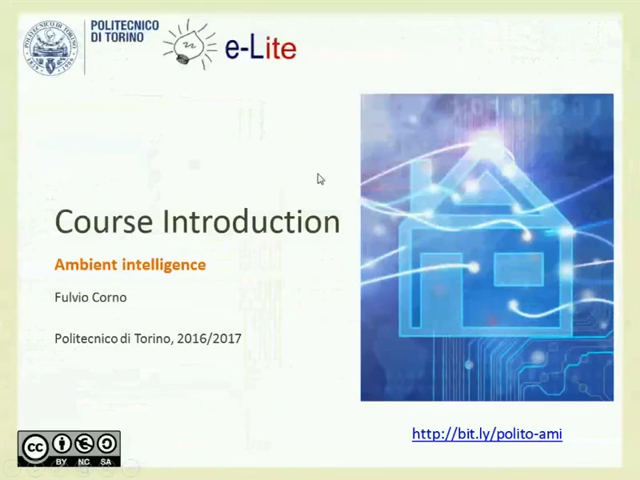 POLITECNICO
DI TORINO
e-Lite
Course Introduction
Ambient intelligence
Fulvio Corno
Politecnico di Torino, 2016/2017
http://bit.ly/polito-ami
cc
BY NC SA